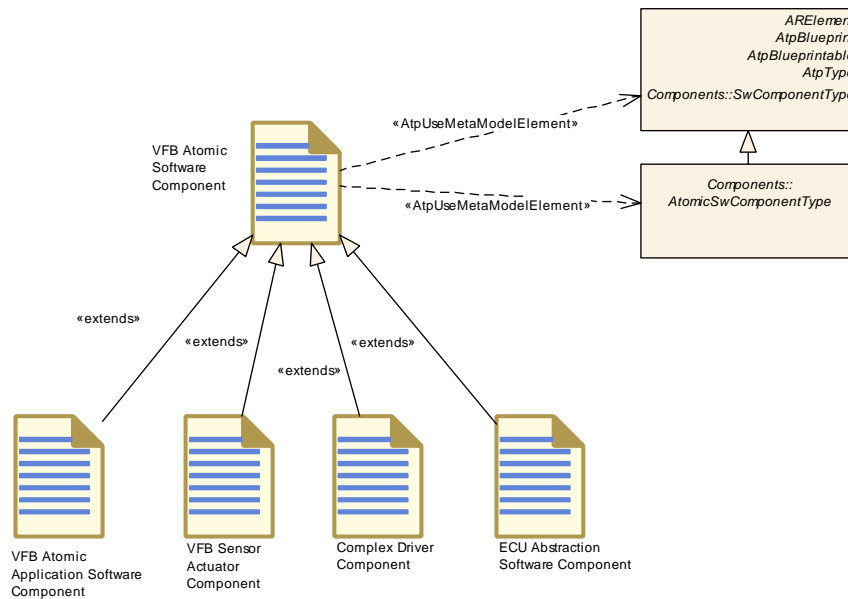 ARElement
AtpBlueprint
AtpBlueprintable
AtpType
Components::SwComponentType
«AtpUseMetaModelElement»
VFB Atomic
Software
Component
Components::
AtomicSwComponentType
«AtpUseMetaModelElement»
«extends»
«extends»
«extends»
«extends»
VFB Atomic
Application Software
Component
VFB Sensor
Actuator
Component
Complex Driver
Component
ECU Abstraction
Software Component